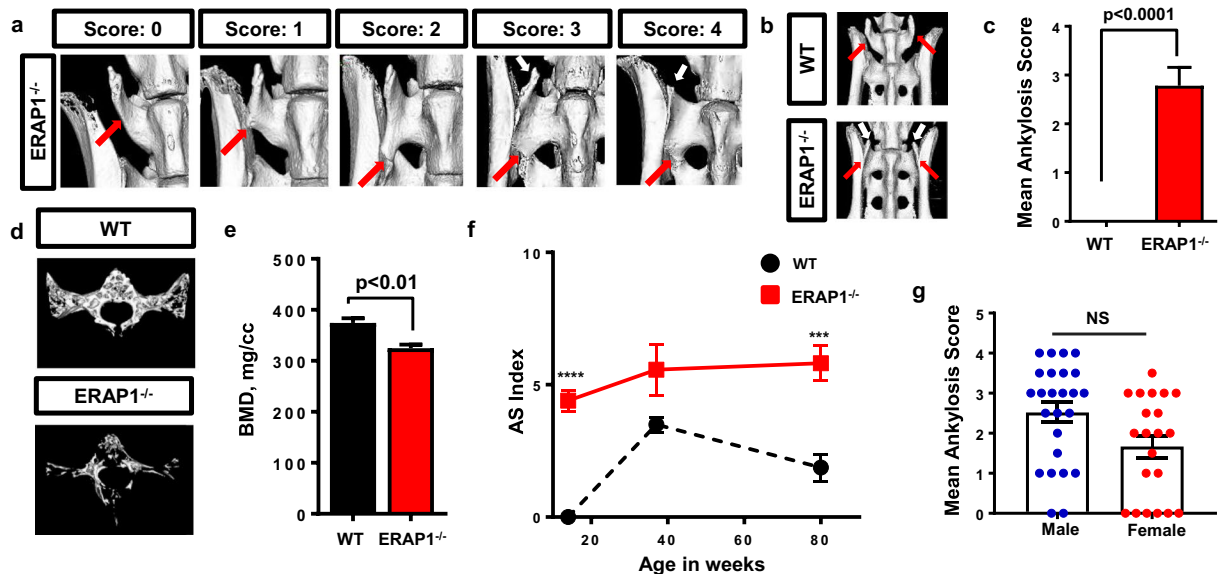 a
Score: 0
Score: 1
Score: 2
Score: 3
Score: 4
ERAP1-/-
b
WT
ERAP1-/-
c
p<0.0001
Mean Ankylosis Score
4
3
2
1
0
WT
ERAP1-/-
d
WT
ERAP1-/-
e
BMD, mg/cc
500
400
300
200
100
0
p<0.01
WT
ERAP1-/-
f
AS Index
10
5
0
WT
ERAP1-/-
****
***
20
40
60
80
Age in weeks
g
NS
Mean Ankylosis Score
5
4
3
2
1
0
Male
Female